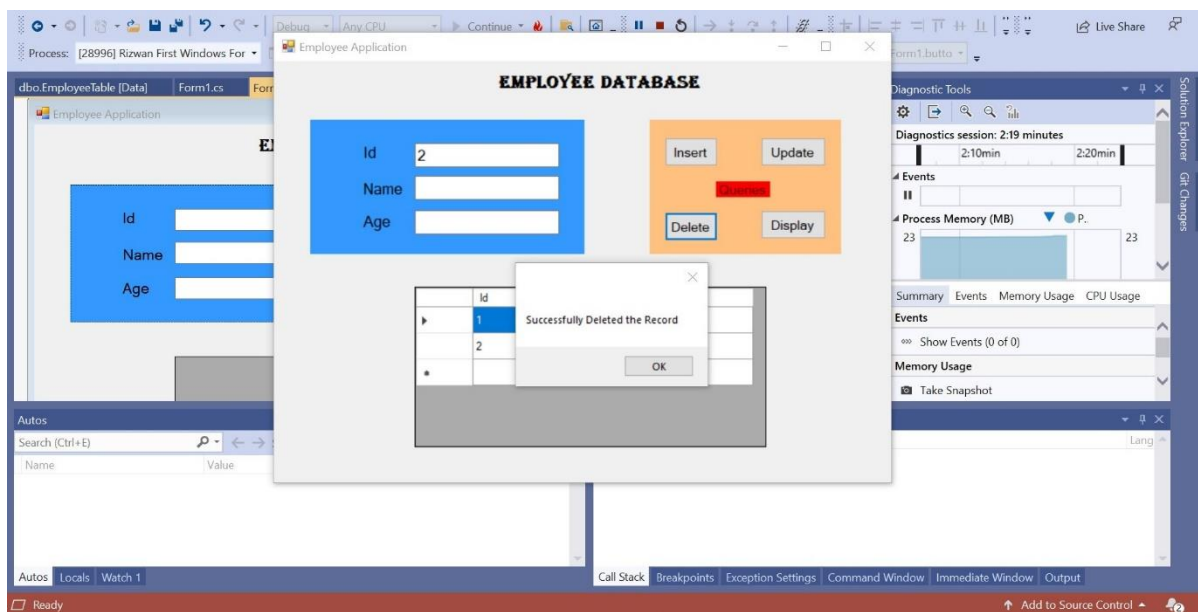 Debug Any CPU Continue Live Share
Process: [28996] Rizwan First Windows For
Employee Application
Form1.butto
dbo.EmployeeTable [Data] Form1.cs Forr
Employee Application
EMPLOYEE DATABASE
Id 2
Name
Age
Insert Update
Queries
Delete Display
Id
1
2
Successfully Deleted the Record
OK
Id
Name
Age
Diagnostic Tools
Diagnostics session: 2:19 minutes
2:10min 2:20min
Events
Process Memory (MB) P..
23 23
Summary Events Memory Usage CPU Usage
Events
Show Events (0 of 0)
Memory Usage
Take Snapshot
Solution Explorer
Git Changes
Autos
Search (Ctrl+E)
Name Value
Lang
Autos Locals Watch 1
Call Stack Breakpoints Exception Settings Command Window Immediate Window Output
Ready
Add to Source Control
2